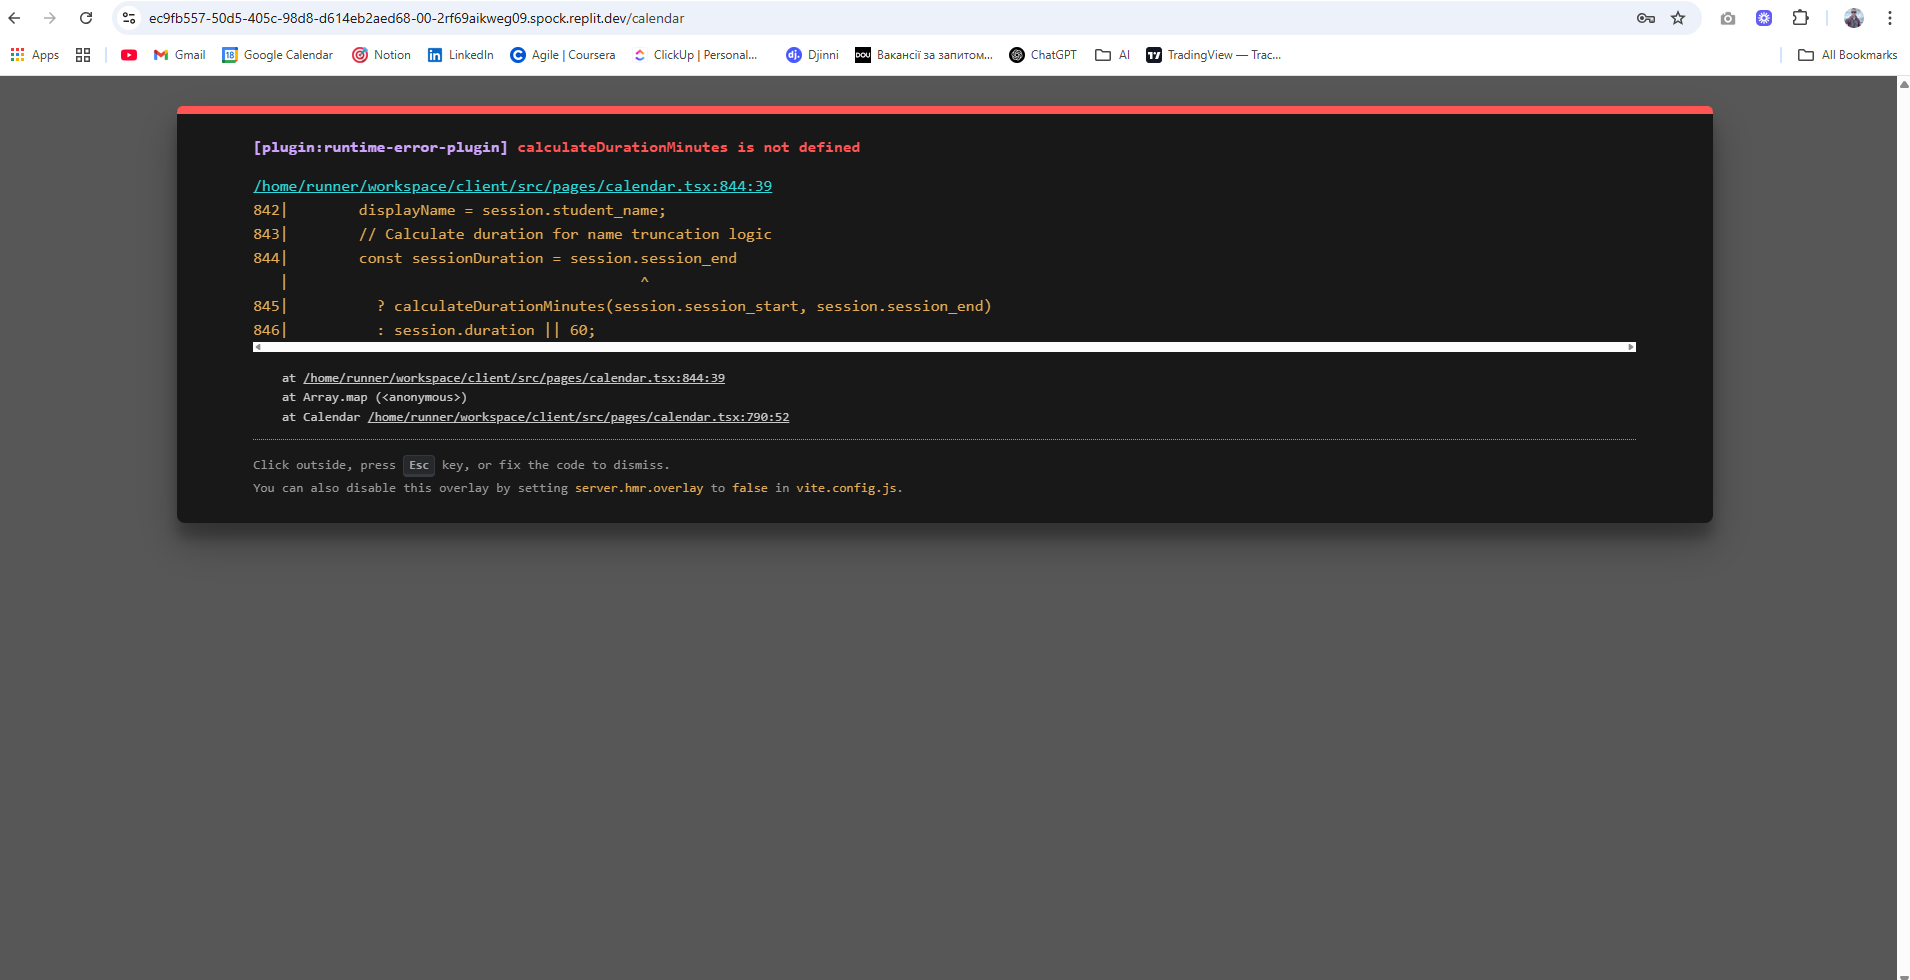 ec9fb557-50d5-405c-98d8-d614eb2aed68-00-2rf69aikweg09.spock.replit.dev/calendar
Apps Gmail 18 Google Calendar Notion in LinkedIn C Agile | Coursera ClickUp | Personal... dj. Djinni DOU Вакансії за запитом... ChatGPT AI TradingView — Trac... All Bookmarks
[plugin:runtime-error-plugin] calculateDurationMinutes is not defined
/home/runner/workspace/client/src/pages/calendar.tsx:844:39
842|        displayName = session.student_name;
843|        // Calculate duration for name truncation logic
844|        const sessionDuration = session.session_end
   |                                        ^
845|          ? calculateDurationMinutes(session.session_start, session.session_end)
846|          : session.duration || 60;
at /home/runner/workspace/client/src/pages/calendar.tsx:844:39
at Array.map (<anonymous>)
at Calendar /home/runner/workspace/client/src/pages/calendar.tsx:790:52
Click outside, press Esc key, or fix the code to dismiss.
You can also disable this overlay by setting server.hmr.overlay to false in vite.config.js.